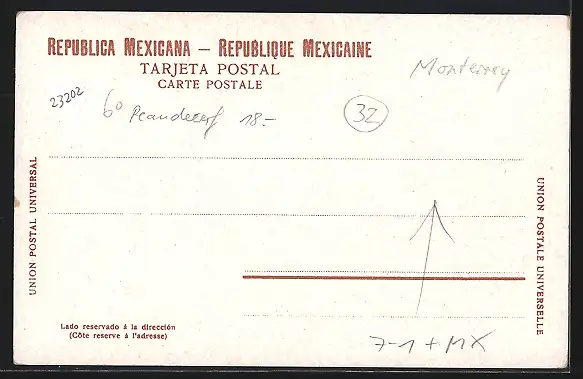 REPUBLICA MEXICANA — REPUBLIQUE MEXICAINE
TARJETA POSTAL
CARTE POSTALE
Monterrey
23202
6º 18.-
32
UNION POSTAL UNIVERSAL
UNION POSTALE UNIVERSELLE
Lado reservado á la dirección
(Côte reserve à l'adresse)
7-1 + MX